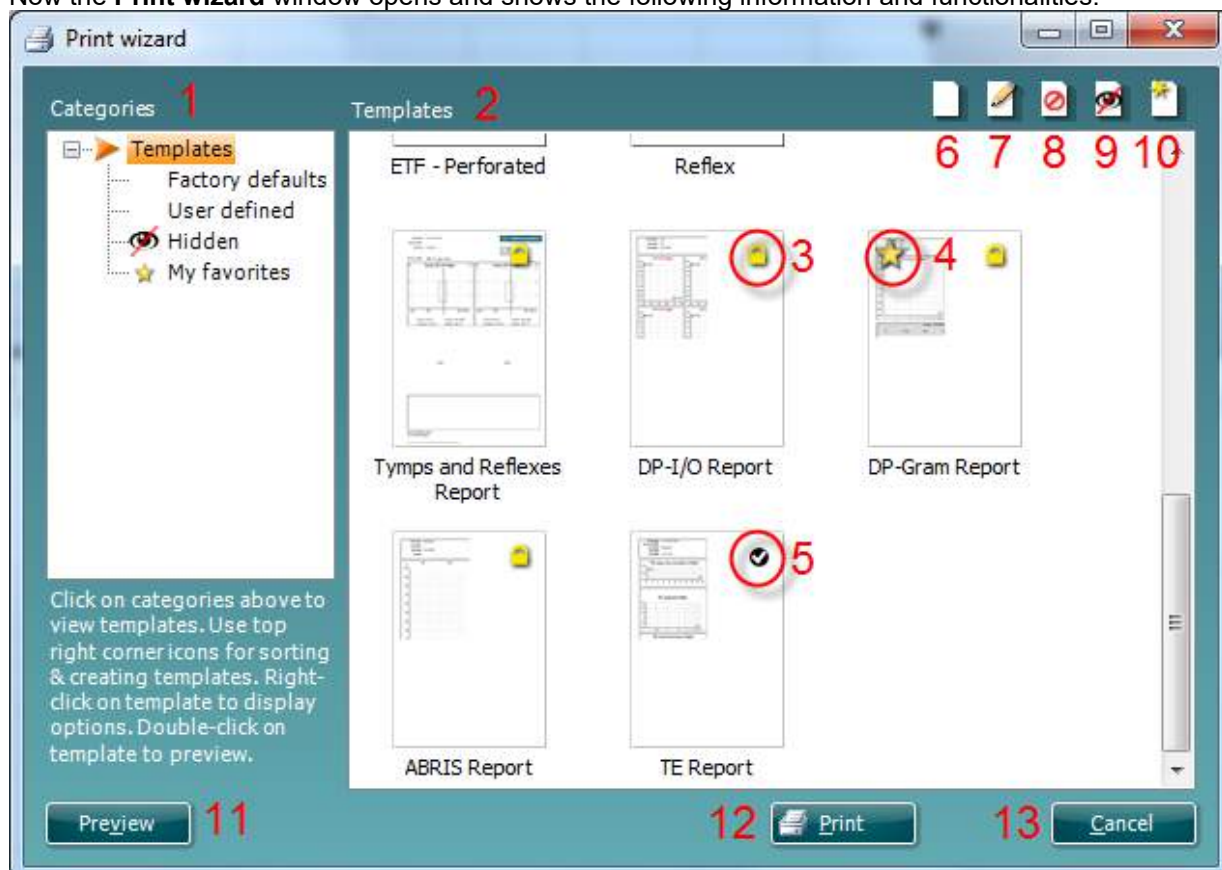 Now the Print wizard window opens and shows the following information and functionalities:
Print wizard
Categories 1
Templates 2
6 7 8 9 10
Templates
Factory defaults
User defined
Hidden
My favorites
ETF - Perforated
Reflex
3
4
Tymps and Reflexes
Report
DP-I/O Report
DP-Gram Report
5
ABRIS Report
TE Report
Click on categories above to
view templates. Use top
right corner icons for sorting
& creating templates. Right-
click on template to display
options. Double-click on
template to preview.
Preview 11
12 Print
13 Cancel